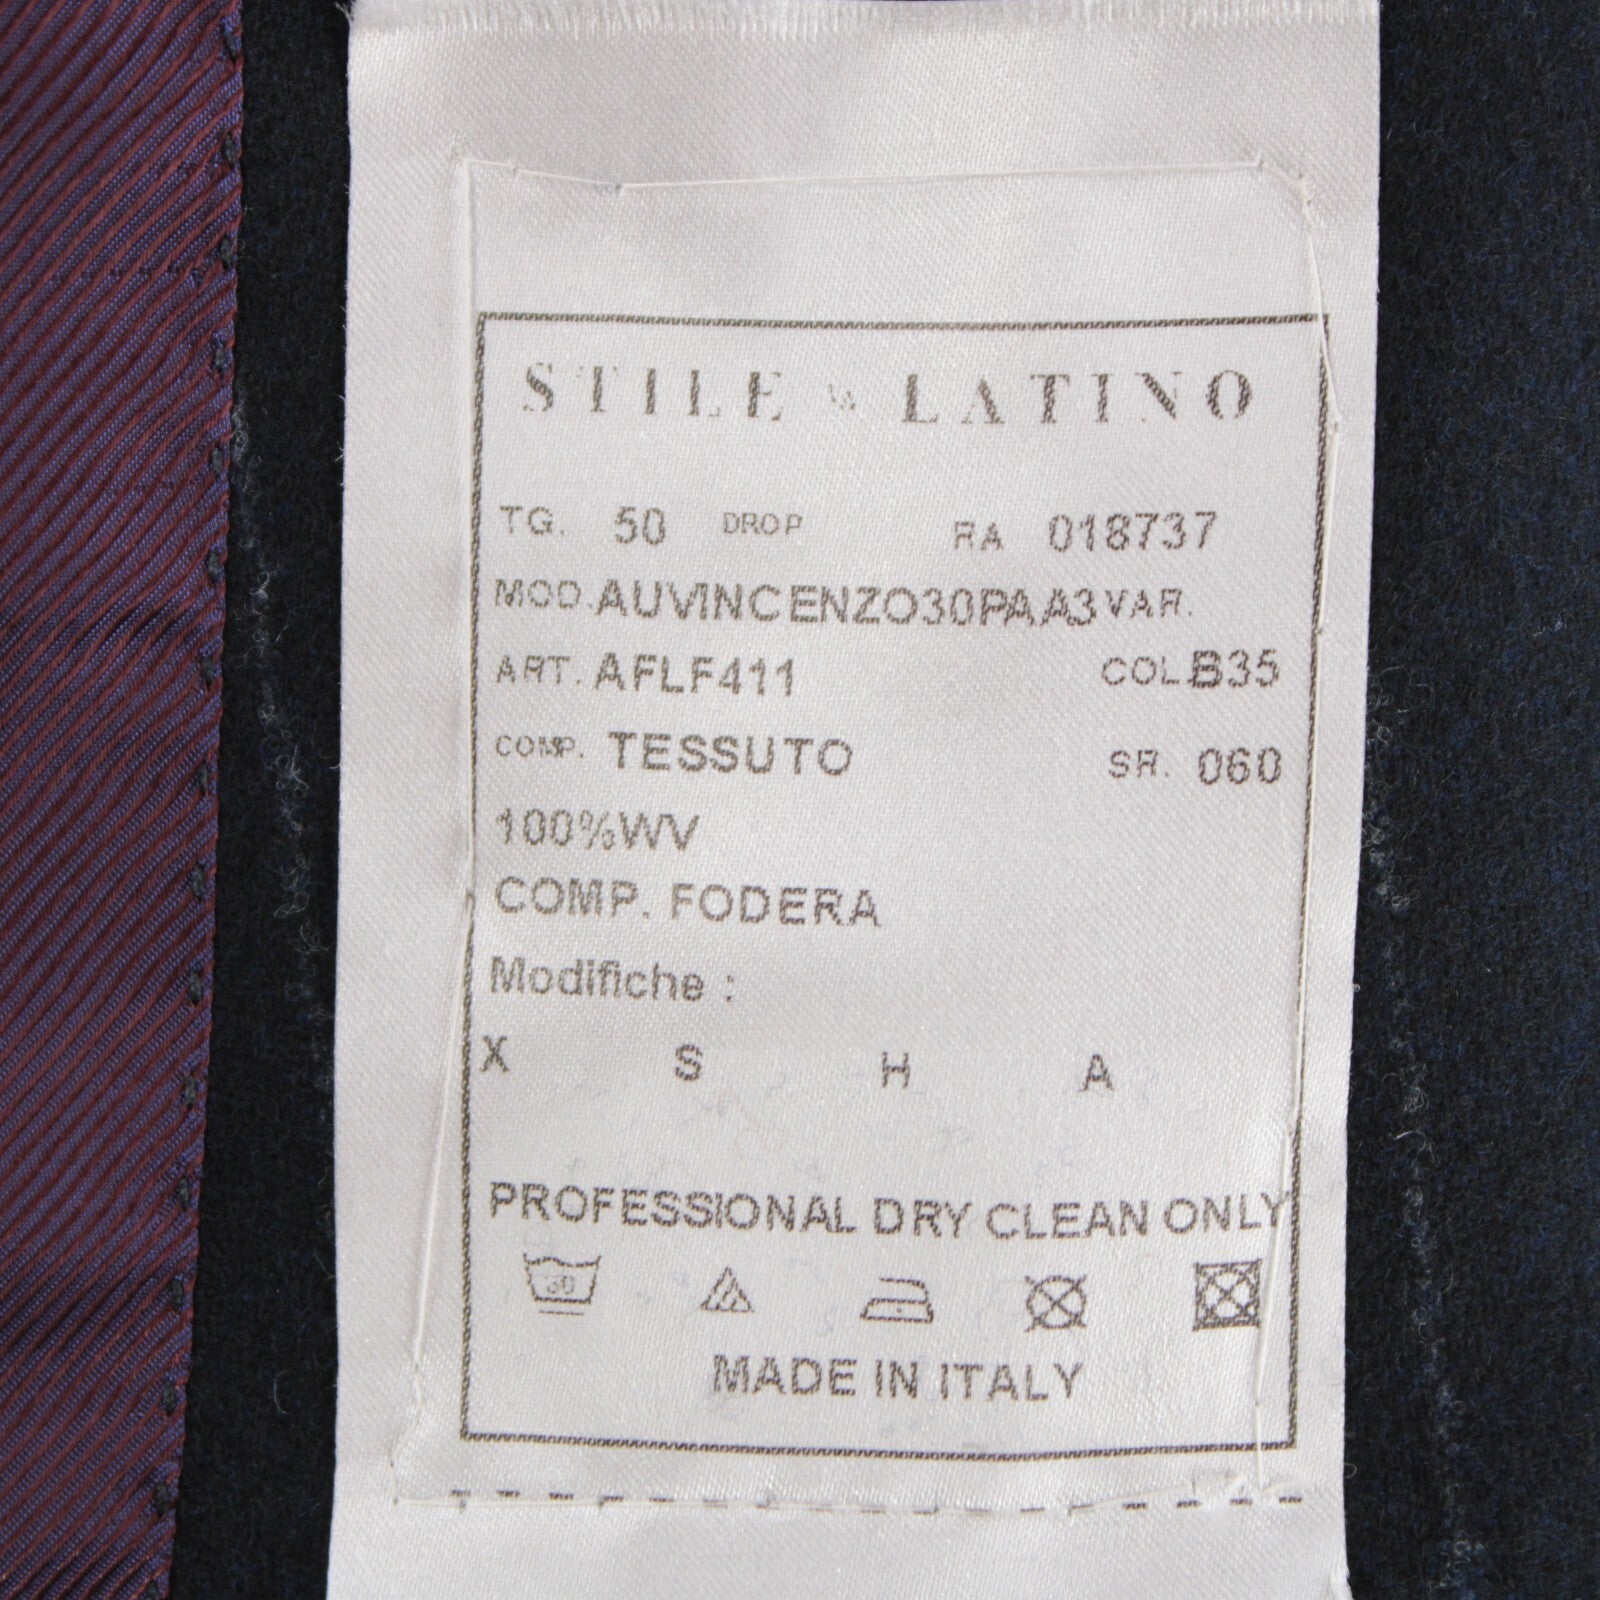 STILE LATINO
TG. 50 DROP RA 018737
MOD. AUVINCENZO30PAA3 VAR.
ART. AFLF411 COL. B35
COMP. TESSUTO SR. 060
100%WV
COMP. FODERA
Modifiche :
X S H A
PROFESSIONAL DRY CLEAN ONLY
30
MADE IN ITALY